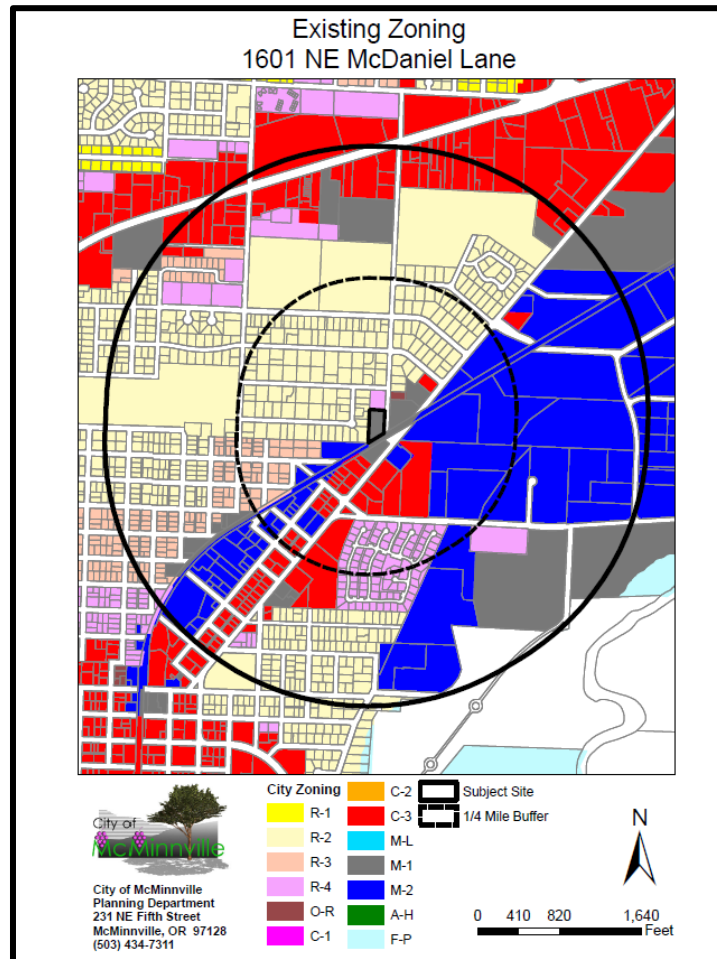 Existing Zoning
1601 NE McDaniel Lane
City of
McMinnville
City of McMinnville
Planning Department
231 NE Fifth Street
McMinnville, OR 97128
(503) 434-7311
City Zoning
R-1
R-2
R-3
R-4
O-R
C-1
C-2
C-3
M-L
M-1
M-2
A-H
F-P
Subject Site
1/4 Mile Buffer
N
0 410 820 1,640
Feet